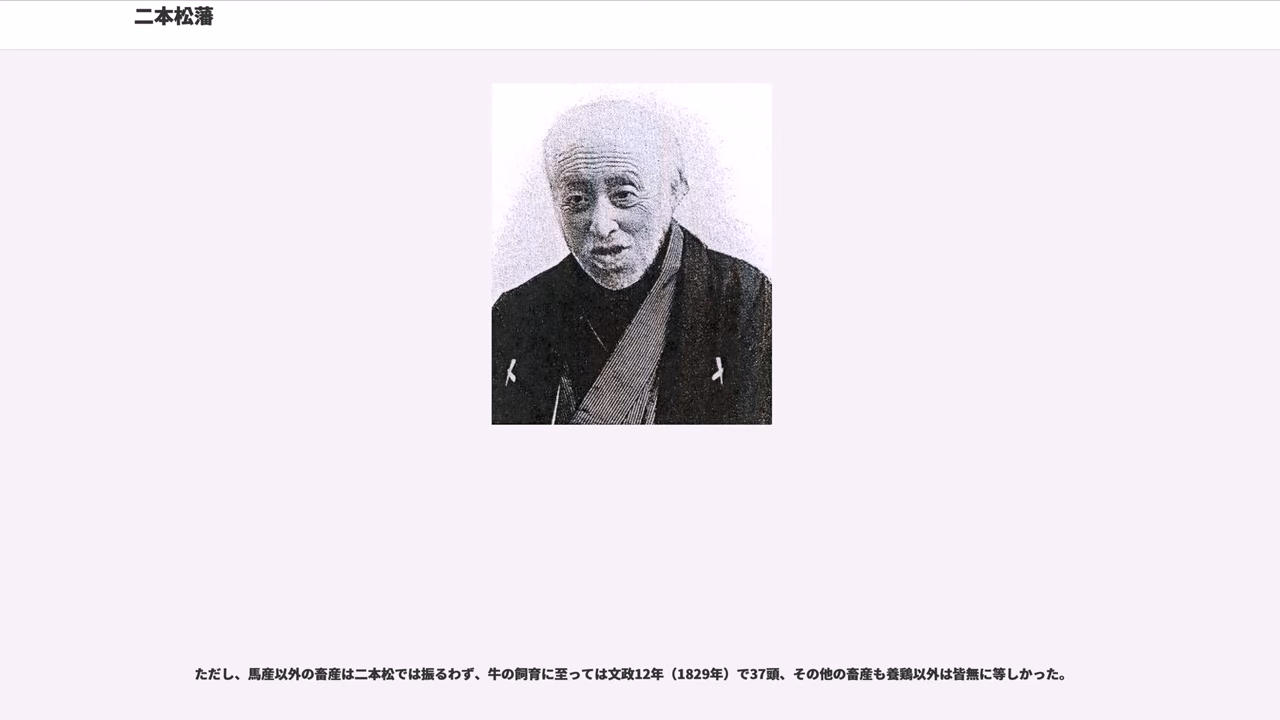 二本松藩
ただし、馬産以外の畜産は二本松では振るわず、牛の飼育に至っては文政12年（1829年）で37頭、その他の畜産も養鶏以外は皆無に等しかった。